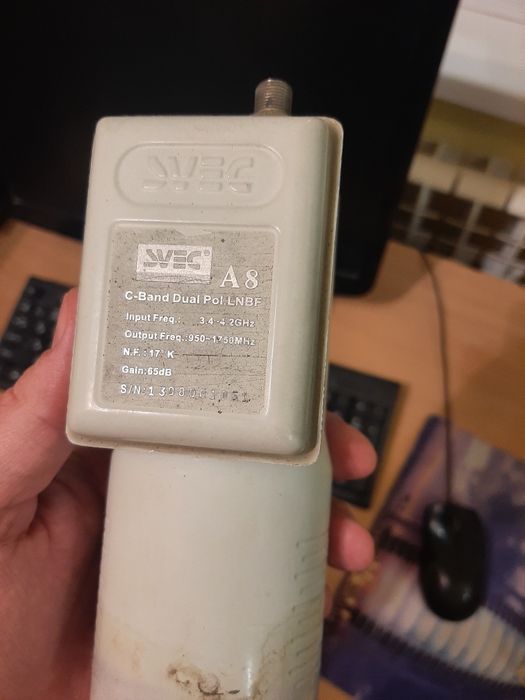 SVEC
SVEC® A8
C-Band Dual Pol LNBF
Input Freq.: 3.4-4.2GHz
Output Freq.:950~1750MHz
N.F.: 17° K
Gain:65dB
S/N: